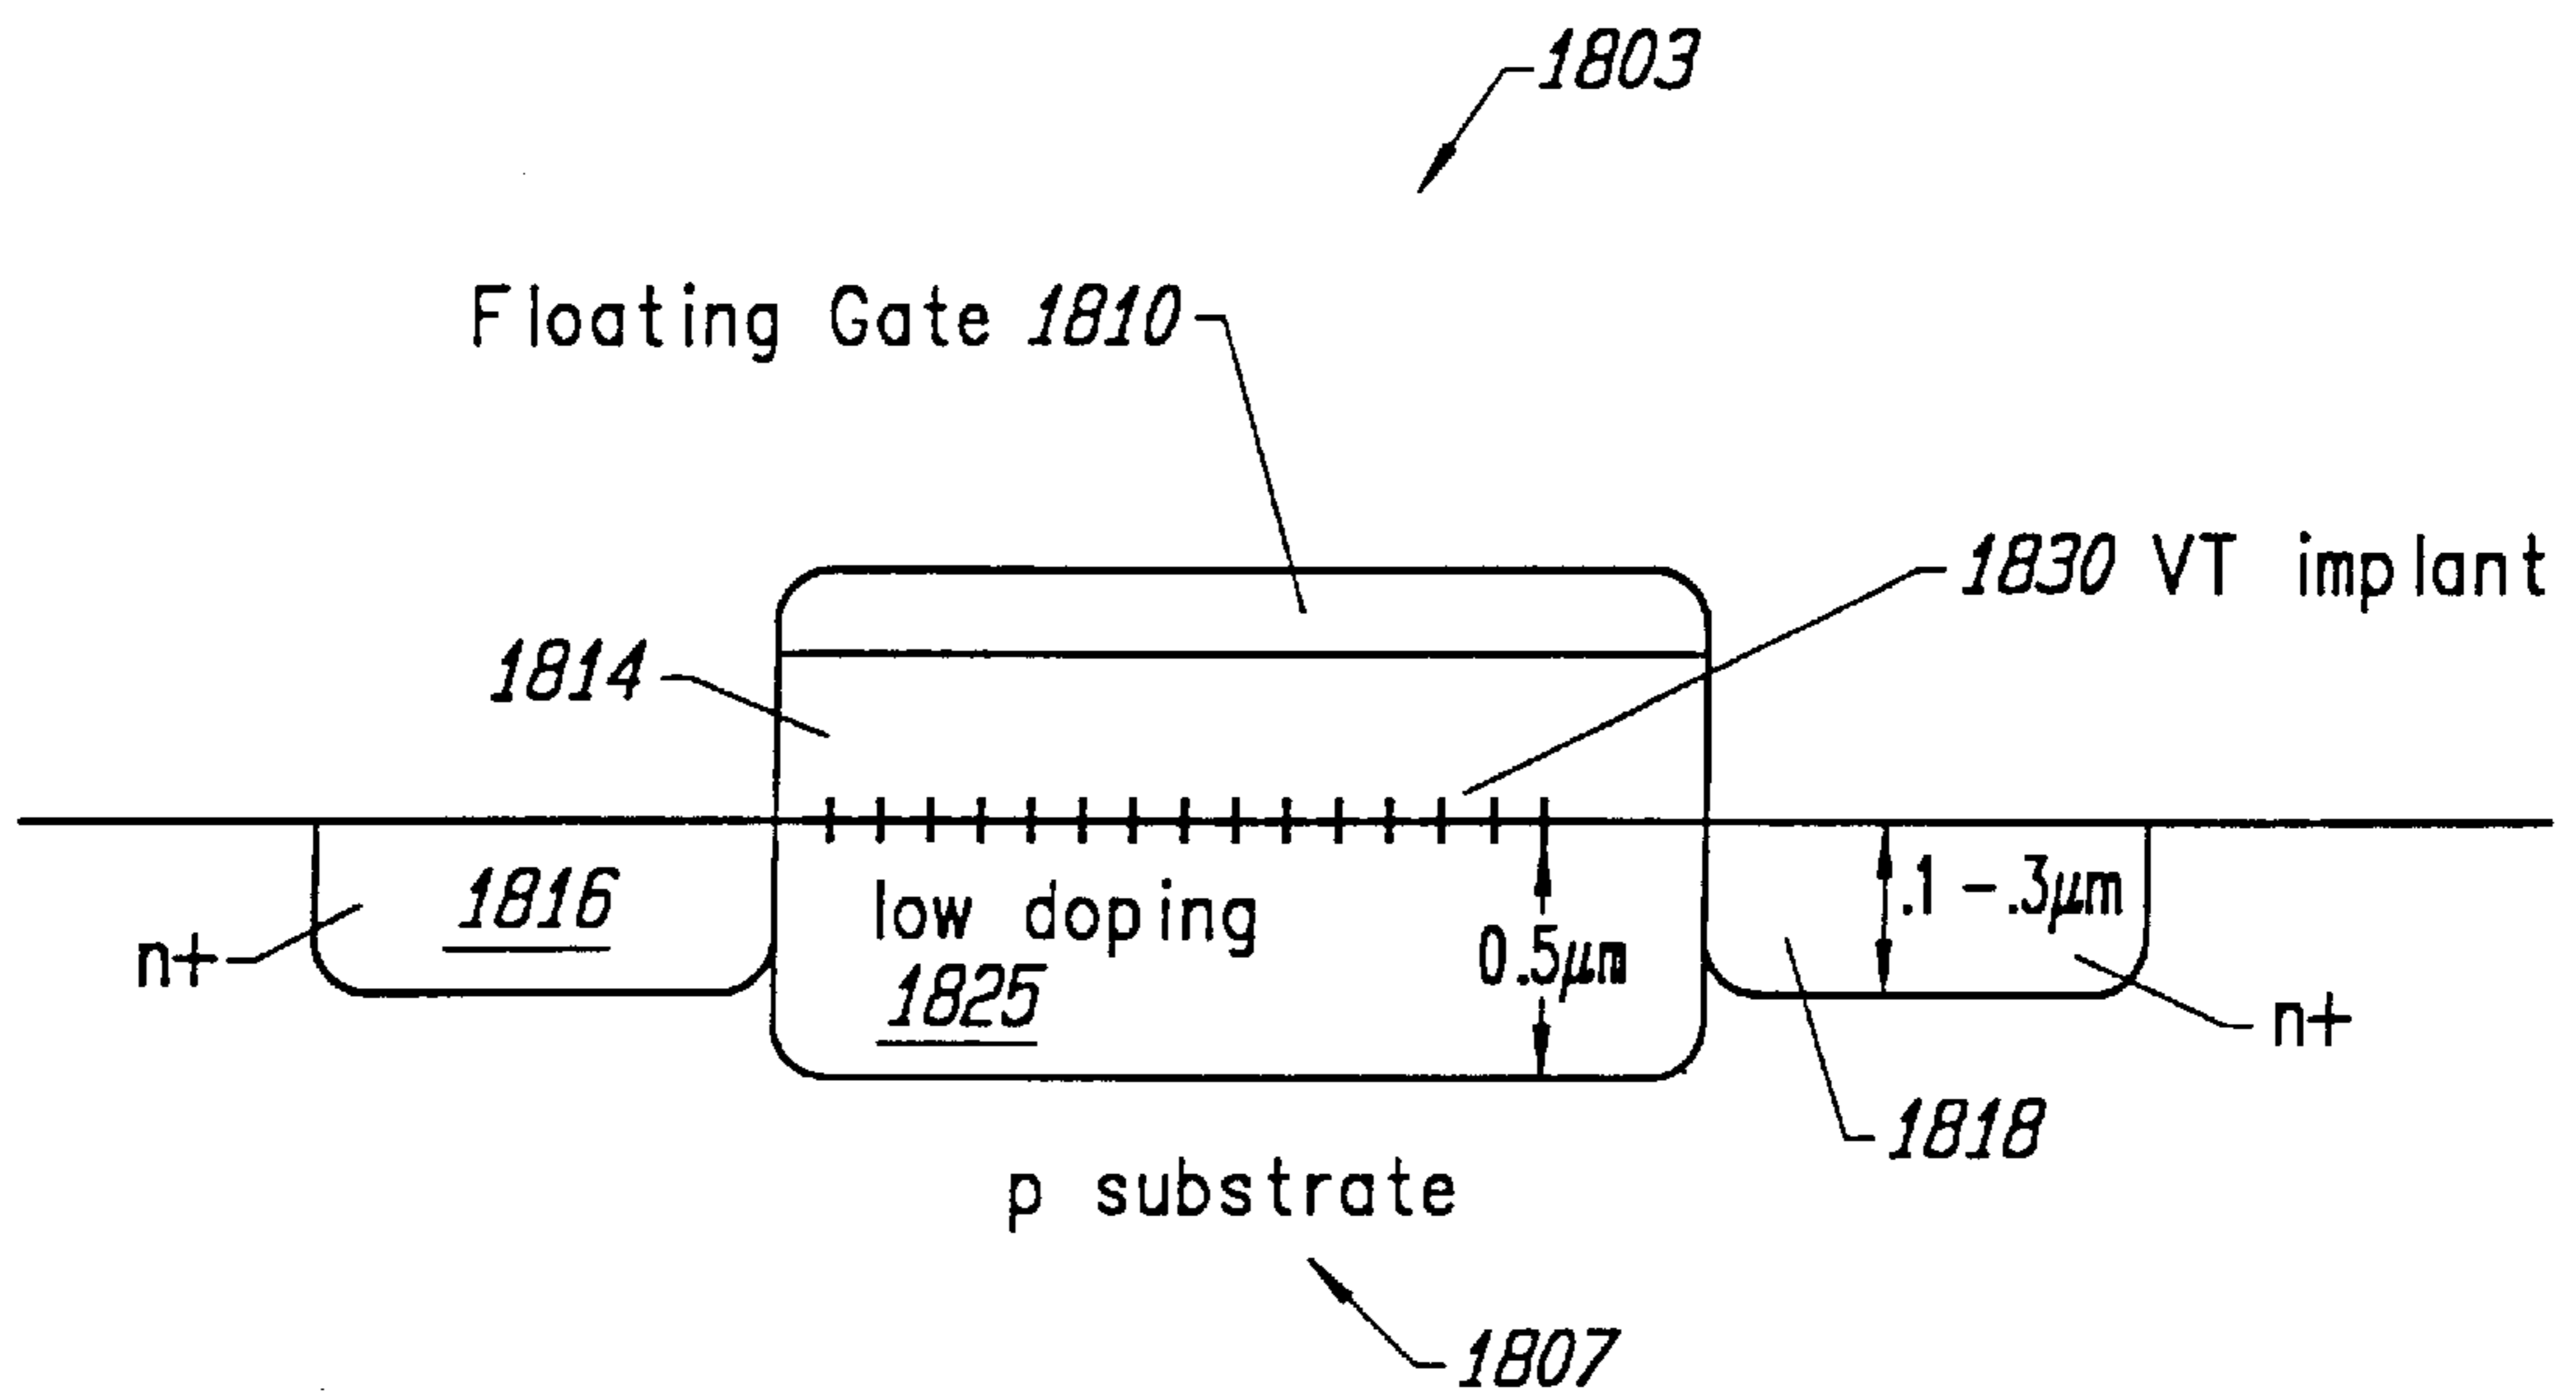 1803
Floating Gate 1810
1830 VT implant
1814
1816
low doping
.1 - .3μm
0.5μm
n+
1825
n+
1818
p substrate
1807